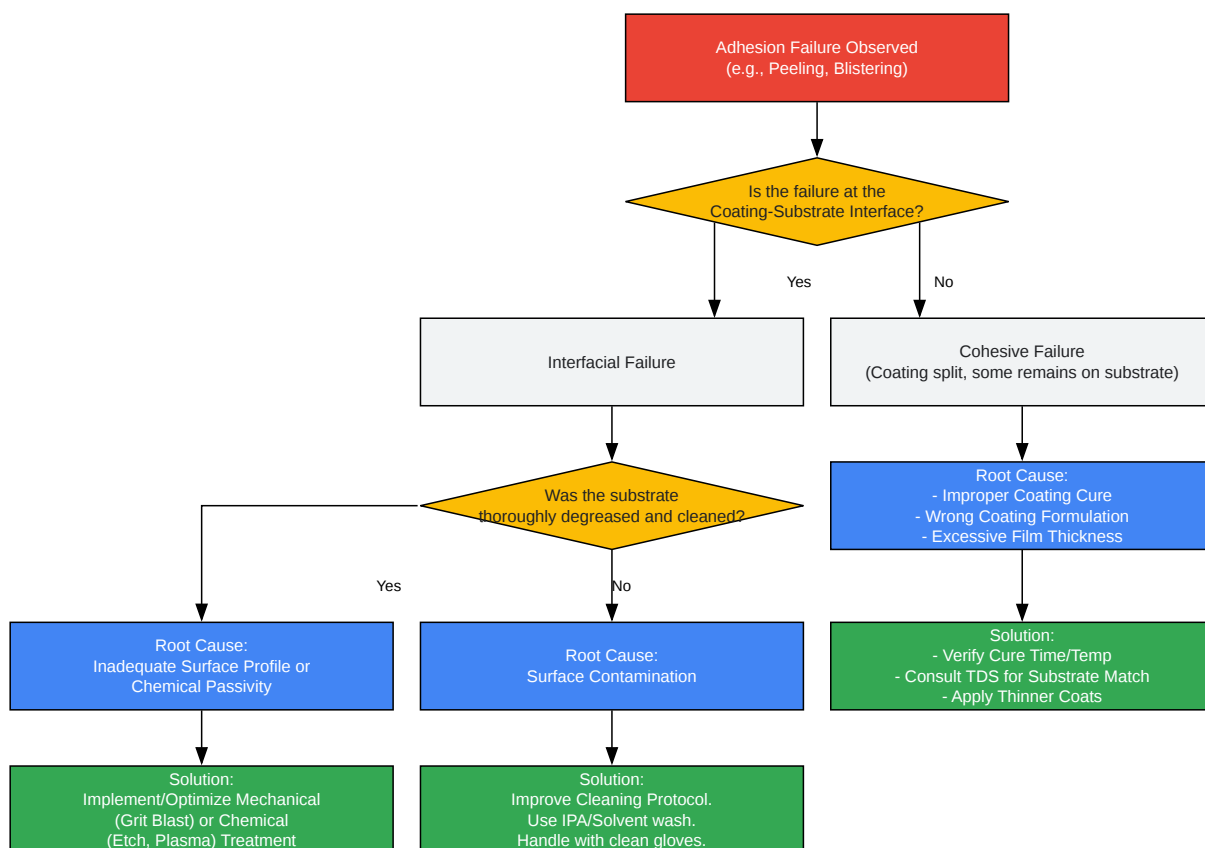 Adhesion Failure Observed
(e.g., Peeling, Blistering)
Is the failure at the
Coating-Substrate Interface?
Yes
No
Interfacial Failure
Cohesive Failure
(Coating split, some remains on substrate)
Was the substrate
thoroughly degreased and cleaned?
Root Cause:
- Improper Coating Cure
- Wrong Coating Formulation
- Excessive Film Thickness
Yes
No
Root Cause:
Inadequate Surface Profile or
Chemical Passivity
Root Cause:
Surface Contamination
Solution:
- Verify Cure Time/Temp
- Consult TDS for Substrate Match
- Apply Thinner Coats
Solution:
Implement/Optimize Mechanical
(Grit Blast) or Chemical
(Etch, Plasma) Treatment
Solution:
Improve Cleaning Protocol.
Use IPA/Solvent wash.
Handle with clean gloves.